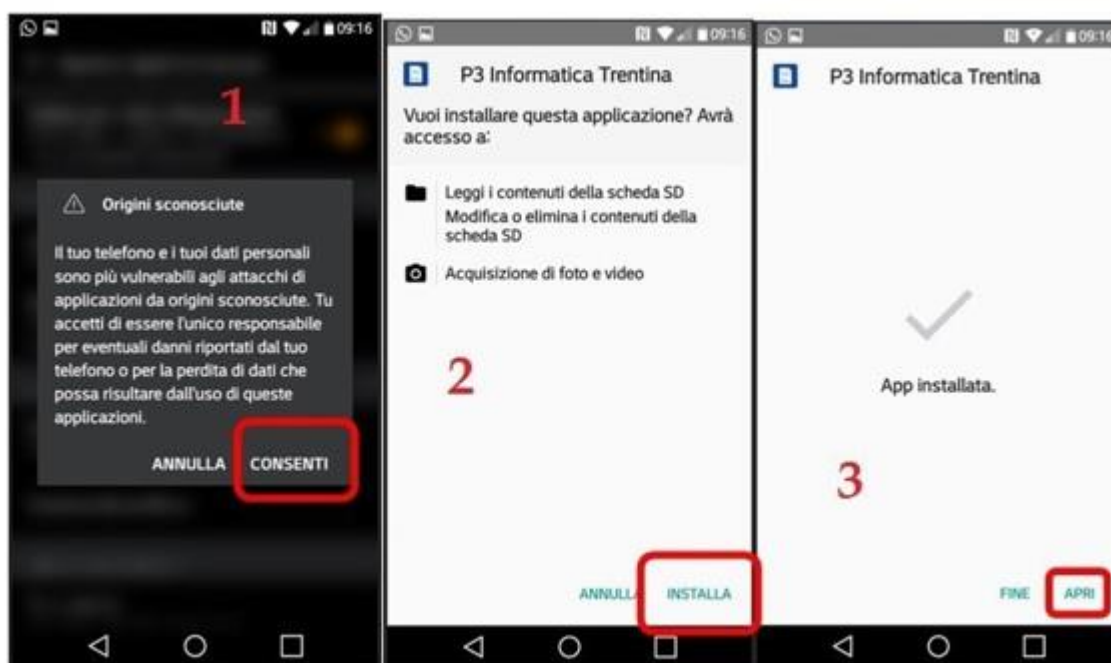 09:16
1
Origini sconosciute
Il tuo telefono e i tuoi dati personali
sono più vulnerabili agli attacchi di
applicazioni da origini sconosciute. Tu
accetti di essere l'unico responsabile
per eventuali danni riportati dal tuo
telefono o per la perdita di dati che
possa risultare dall'uso di queste
applicazioni.
ANNULLA CONSENTI
09:16
P3 Informatica Trentina
Vuoi installare questa applicazione? Avrà
accesso a:
Leggi i contenuti della scheda SD
Modifica o elimina i contenuti della
scheda SD
Acquisizione di foto e video
2
ANNULLA INSTALLA
09:16
P3 Informatica Trentina
App installata.
3
FINE APRI